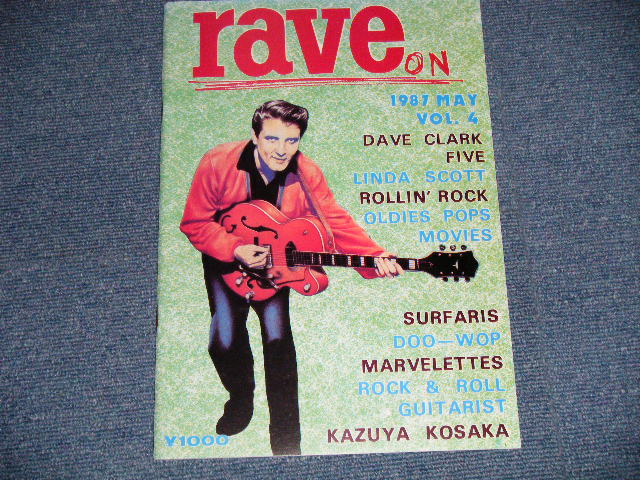 rave ON
1987 MAY
VOL. 4
DAVE CLARK
FIVE
LINDA SCOTT
ROLLIN' ROCK
OLDIES POPS
MOVIES
SURFARIS
DOO-WOP
MARVELETTES
ROCK & ROLL
GUITARIST
KAZUYA KOSAKA
¥1000